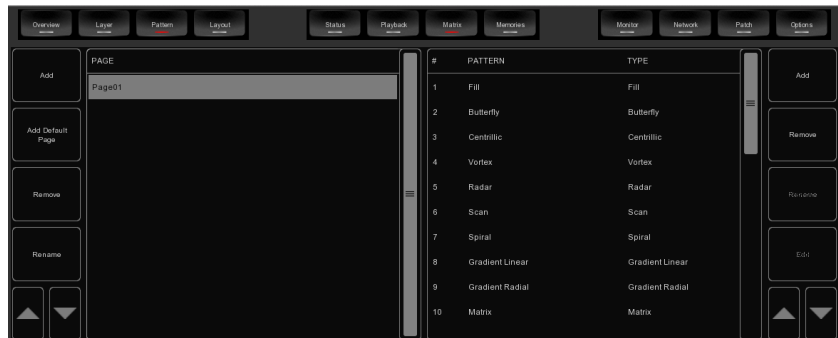 Overview Layer Pattern Layout Status Playback Matrix Memories Monitor Network Patch Options
Add
Add Default
Page
Remove
Rename
PAGE
Page01
# PATTERN TYPE
1 Fill Fill
2 Butterfly Butterfly
3 Centrillic Centrillic
4 Vortex Vortex
5 Radar Radar
6 Scan Scan
7 Spiral Spiral
8 Gradient Linear Gradient Linear
9 Gradient Radial Gradient Radial
10 Matrix Matrix
Add
Remove
Rename
Edit